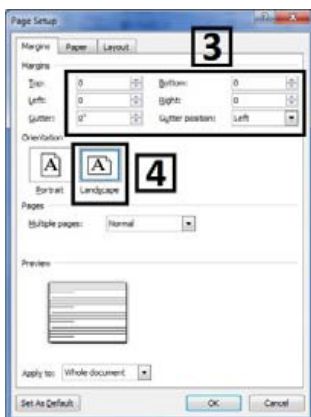 Page Setup
Margins Paper Layout
3
Margins
Top: 0 Bottom: 0
Left: 0 Right: 0
Gutter: 0" Gutter position: Left
Orientation
A A 4
Portrait Landscape
Pages
Multiple pages: Normal
Preview
Apply to: Whole document
Set As Default OK Cancel